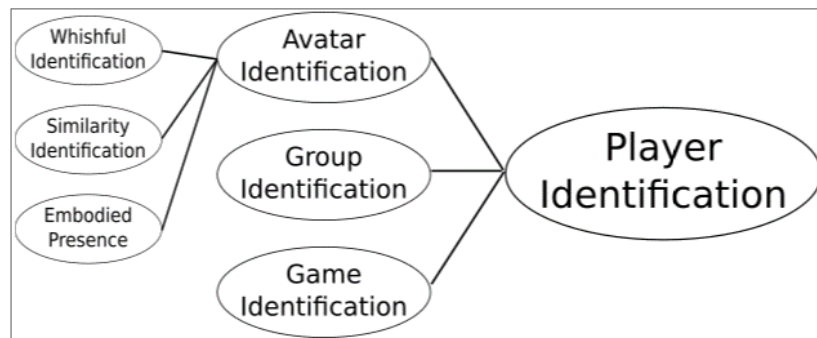 Whishful
Identification
Similarity
Identification
Embodied
Presence
Avatar
Identification
Group
Identification
Game
Identification
Player
Identification